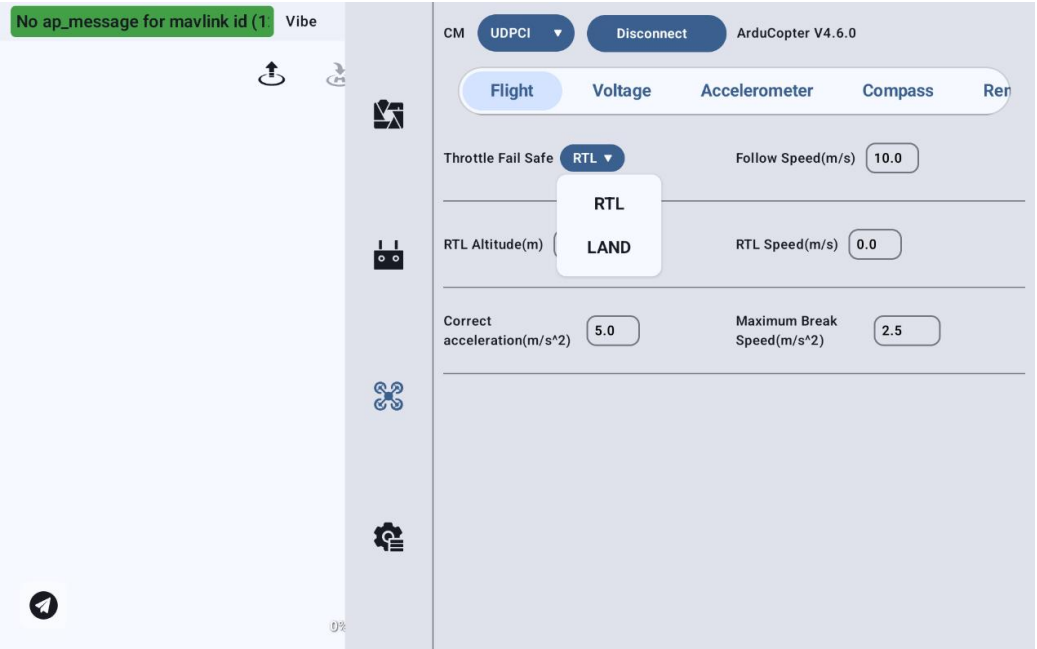 No ap_message for mavlink id (1
Vibe
CM UDPCI Disconnect ArduCopter V4.6.0
Flight Voltage Accelerometer Compass
Throttle Fail Safe RTL Follow Speed(m/s) 10.0
RTL
LAND
RTL Altitude(m) RTL Speed(m/s) 0.0
Correct acceleration(m/s^2) 5.0
Maximum Break Speed(m/s^2) 2.5
0%